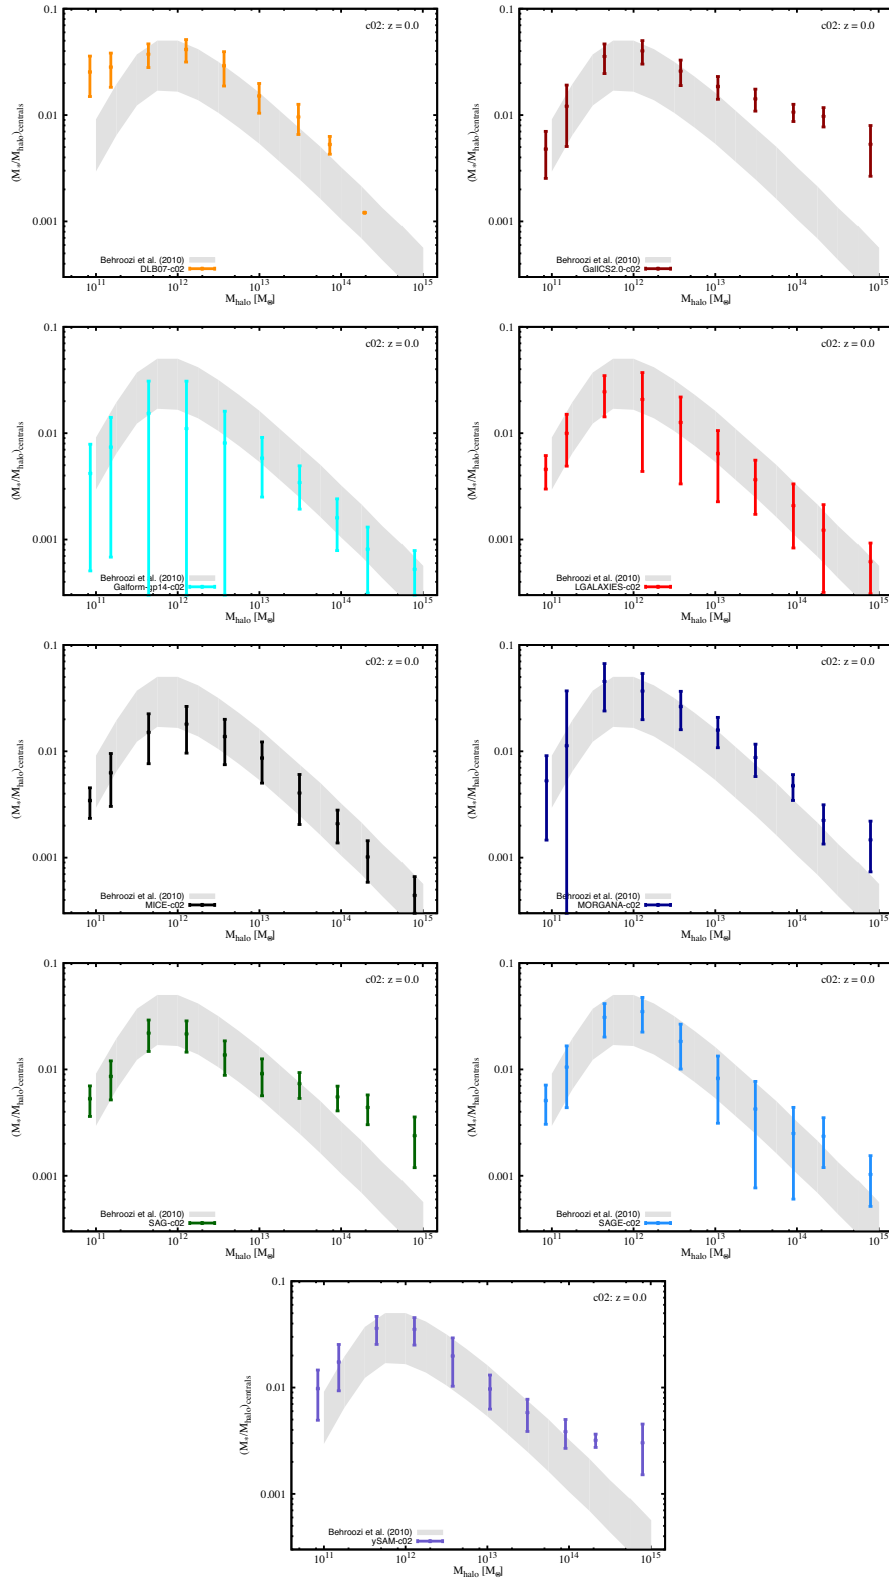 c02: z = 0.0
0.1
0.01
0.001
(M*/Mhalo)centrals
Behroozi et al. (2010)
DLB07-c02
10^11 10^12 10^13 10^14 10^15
Mhalo [M⊙]
c02: z = 0.0
0.1
0.01
0.001
(M*/Mhalo)centrals
Behroozi et al. (2010)
GalICS2.0-c02
10^11 10^12 10^13 10^14 10^15
Mhalo [M⊙]
c02: z = 0.0
0.1
0.01
0.001
(M*/Mhalo)centrals
Behroozi et al. (2010)
Galform-gp14-c02
10^11 10^12 10^13 10^14 10^15
Mhalo [M⊙]
c02: z = 0.0
0.1
0.01
0.001
(M*/Mhalo)centrals
Behroozi et al. (2010)
LGALAXIES-c02
10^11 10^12 10^13 10^14 10^15
Mhalo [M⊙]
c02: z = 0.0
0.1
0.01
0.001
(M*/Mhalo)centrals
Behroozi et al. (2010)
MICE-c02
10^11 10^12 10^13 10^14 10^15
Mhalo [M⊙]
c02: z = 0.0
0.1
0.01
0.001
(M*/Mhalo)centrals
Behroozi et al. (2010)
MORGANA-c02
10^11 10^12 10^13 10^14 10^15
Mhalo [M⊙]
c02: z = 0.0
0.1
0.01
0.001
(M*/Mhalo)centrals
Behroozi et al. (2010)
SAG-c02
10^11 10^12 10^13 10^14 10^15
Mhalo [M⊙]
c02: z = 0.0
0.1
0.01
0.001
(M*/Mhalo)centrals
Behroozi et al. (2010)
SAGE-c02
10^11 10^12 10^13 10^14 10^15
Mhalo [M⊙]
c02: z = 0.0
0.1
0.01
0.001
(M*/Mhalo)centrals
Behroozi et al. (2010)
ySAM-c02
10^11 10^12 10^13 10^14 10^15
Mhalo [M⊙]